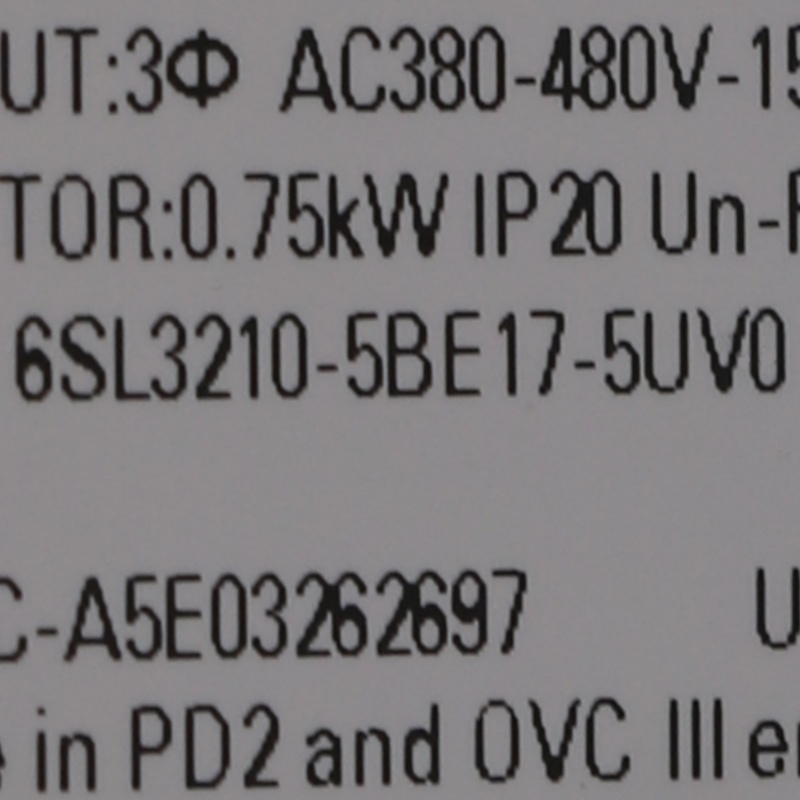 UT:3Φ AC380-480V-15
TOR:0.75kW IP20 Un-F
6SL3210-5BE17-5UV0
C-A5E03262697 U
e in PD2 and OVC III en